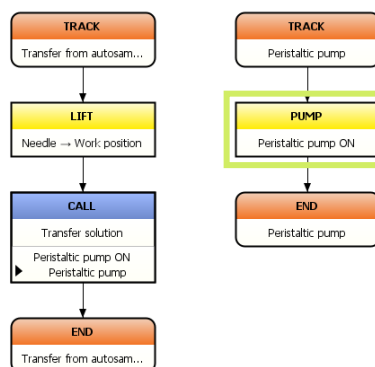 TRACK
Transfer from autosam...
LIFT
Needle → Work position
CALL
Transfer solution
Peristaltic pump ON
Peristaltic pump
END
Transfer from autosam...
TRACK
Peristaltic pump
PUMP
Peristaltic pump ON
END
Peristaltic pump